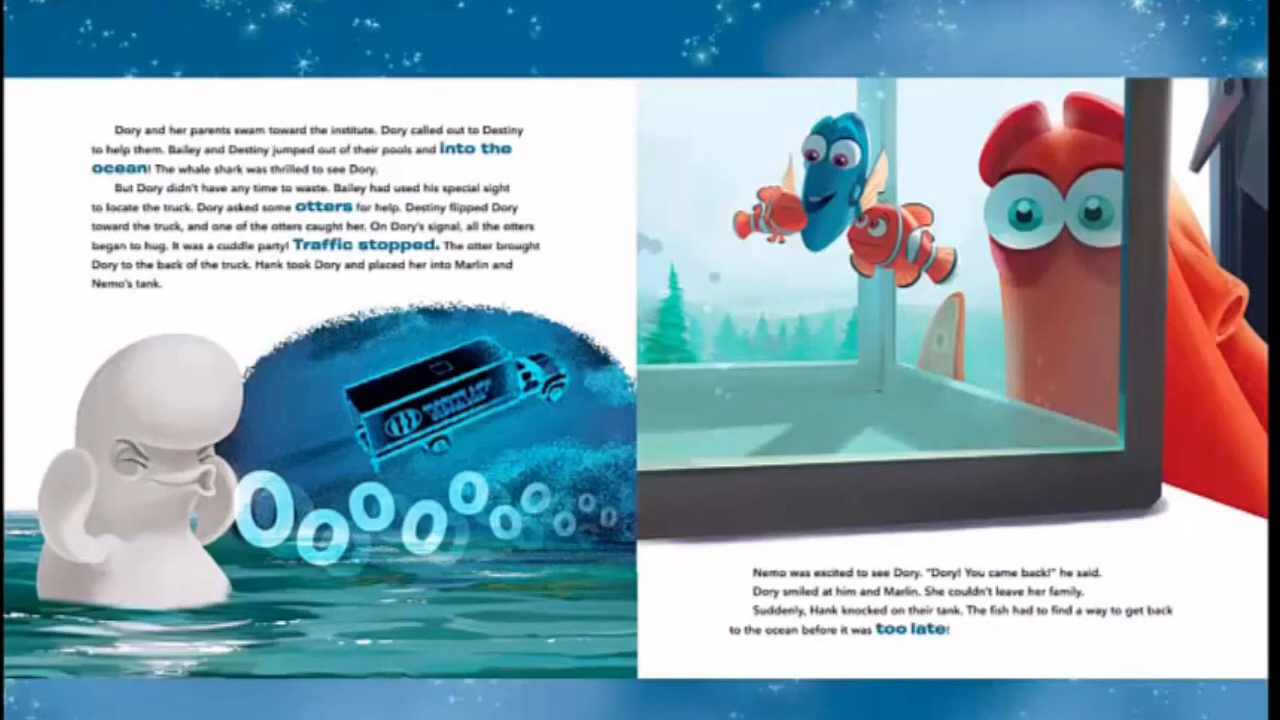 Dory and her parents swam toward the institute. Dory called out to Destiny
to help them. Bailey and Destiny jumped out of their pools and into the
ocean! The whale shark was thrilled to see Dory.
But Dory didn't have any time to waste. Bailey had used his special sight
to locate the truck. Dory asked some otters for help. Destiny flipped Dory
toward the truck, and one of the otters caught her. On Dory's signal, all the otters
began to hug. It was a cuddle party! Traffic stopped. The otter brought
Dory to the back of the truck. Hank took Dory and placed her into Marlin and
Nemo's tank.
OOOOOOOOOO
Nemo was excited to see Dory. "Dory! You came back!" he said.
Dory smiled at him and Marlin. She couldn't leave her family.
Suddenly, Hank knocked on their tank. The fish had to find a way to get back
to the ocean before it was too late!